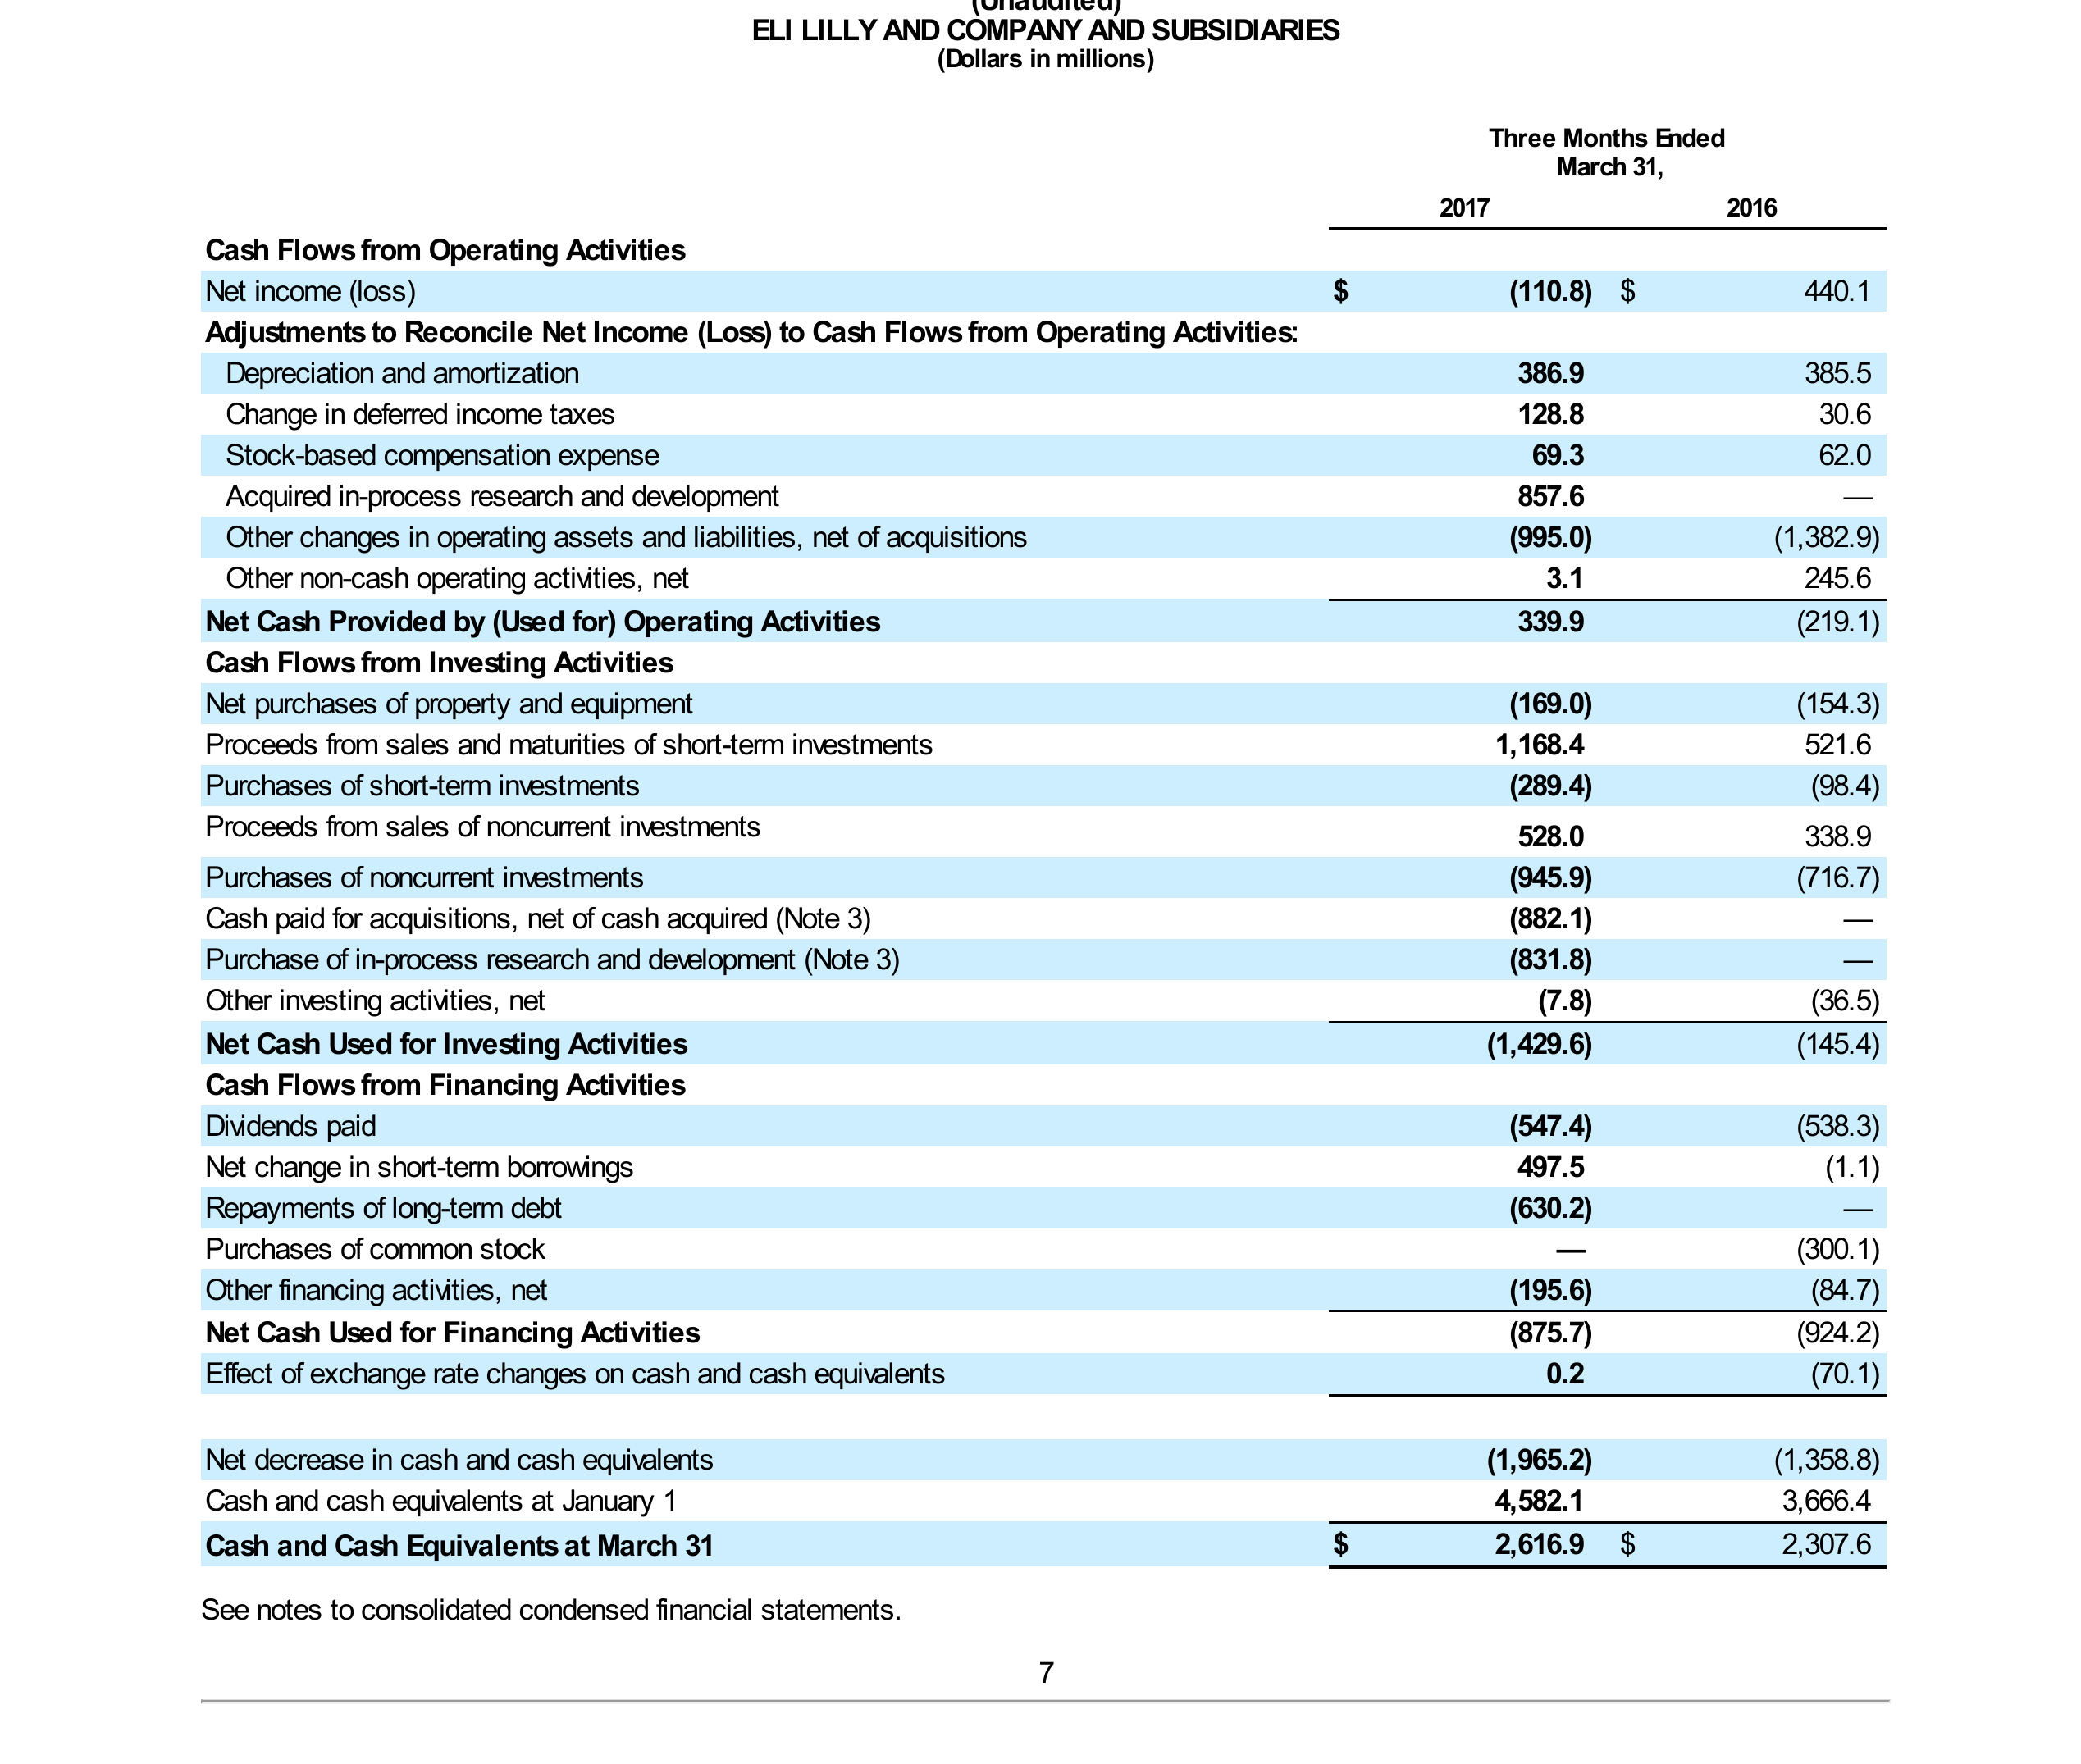 (Unaudited)
ELI LILLY AND COMPANY AND SUBSIDIARIES
(Dollars in millions)
Three Months Ended
March 31,
2017 2016
Cash Flows from Operating Activities
Net income (loss) $ (110.8) $ 440.1
Adjustments to Reconcile Net Income (Loss) to Cash Flows from Operating Activities:
Depreciation and amortization 386.9 385.5
Change in deferred income taxes 128.8 30.6
Stock-based compensation expense 69.3 62.0
Acquired in-process research and development 857.6 —
Other changes in operating assets and liabilities, net of acquisitions (995.0) (1,382.9)
Other non-cash operating activities, net 3.1 245.6
Net Cash Provided by (Used for) Operating Activities 339.9 (219.1)
Cash Flows from Investing Activities
Net purchases of property and equipment (169.0) (154.3)
Proceeds from sales and maturities of short-term investments 1,168.4 521.6
Purchases of short-term investments (289.4) (98.4)
Proceeds from sales of noncurrent investments 528.0 338.9
Purchases of noncurrent investments (945.9) (716.7)
Cash paid for acquisitions, net of cash acquired (Note 3) (882.1) —
Purchase of in-process research and development (Note 3) (831.8) —
Other investing activities, net (7.8) (36.5)
Net Cash Used for Investing Activities (1,429.6) (145.4)
Cash Flows from Financing Activities
Dividends paid (547.4) (538.3)
Net change in short-term borrowings 497.5 (1.1)
Repayments of long-term debt (630.2) —
Purchases of common stock — (300.1)
Other financing activities, net (195.6) (84.7)
Net Cash Used for Financing Activities (875.7) (924.2)
Effect of exchange rate changes on cash and cash equivalents 0.2 (70.1)
Net decrease in cash and cash equivalents (1,965.2) (1,358.8)
Cash and cash equivalents at January 1 4,582.1 3,666.4
Cash and Cash Equivalents at March 31 $ 2,616.9 $ 2,307.6
See notes to consolidated condensed financial statements.
7